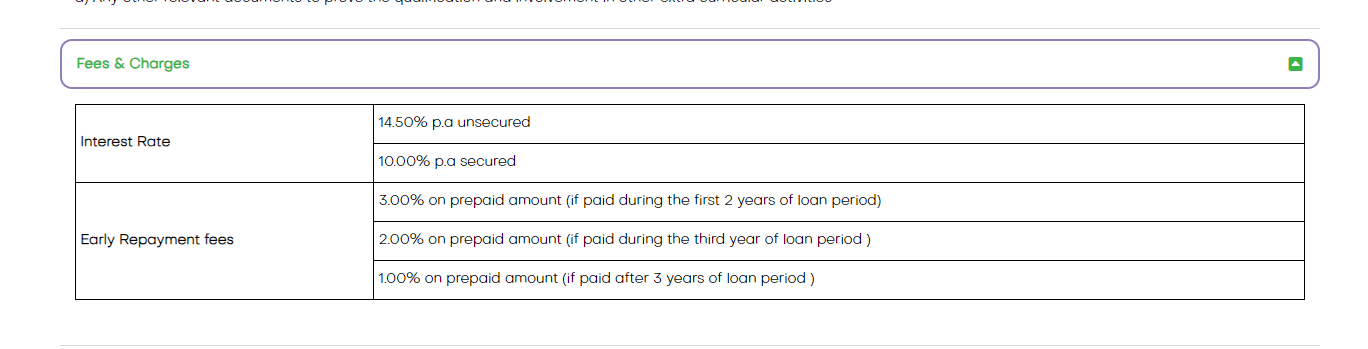 d) Any other relevant documents to prove the qualification and involvement in other extra curricular activities
Fees & Charges
Interest Rate
14.50% p.a unsecured
10.00% p.a secured
Early Repayment fees
3.00% on prepaid amount (if paid during the first 2 years of loan period)
2.00% on prepaid amount (if paid during the third year of loan period )
1.00% on prepaid amount (if paid after 3 years of loan period )